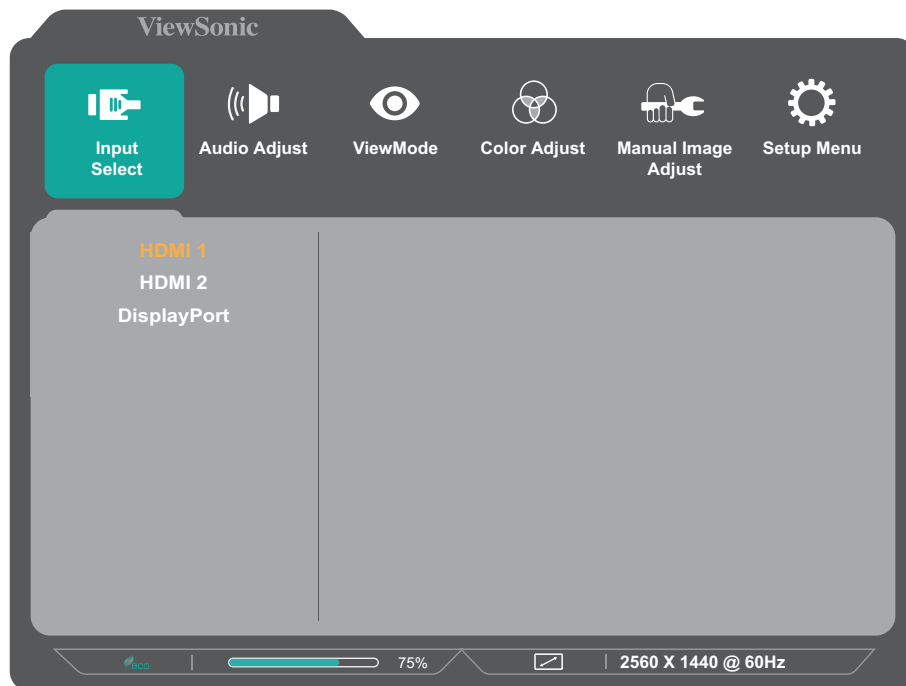 ViewSonic
Input
Select
Audio Adjust
ViewMode
Color Adjust
Manual Image
Adjust
Setup Menu
HDMI 1
HDMI 2
DisplayPort
ECO
75%
2560 X 1440 @ 60Hz